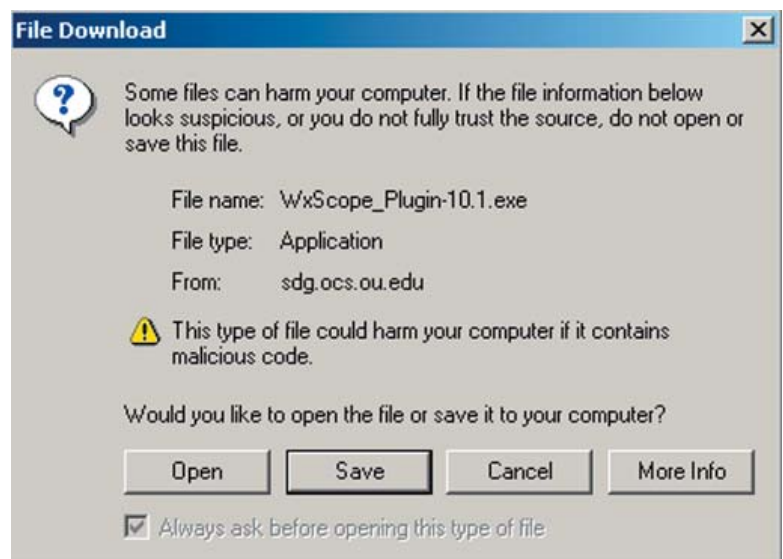 File Download
Some files can harm your computer. If the file information below
looks suspicious, or you do not fully trust the source, do not open or
save this file.
File name: WxScope_Plugin-10.1.exe
File type: Application
From: sdg.ocs.ou.edu
This type of file could harm your computer if it contains
malicious code.
Would you like to open the file or save it to your computer?
Open Save Cancel More Info
Always ask before opening this type of file